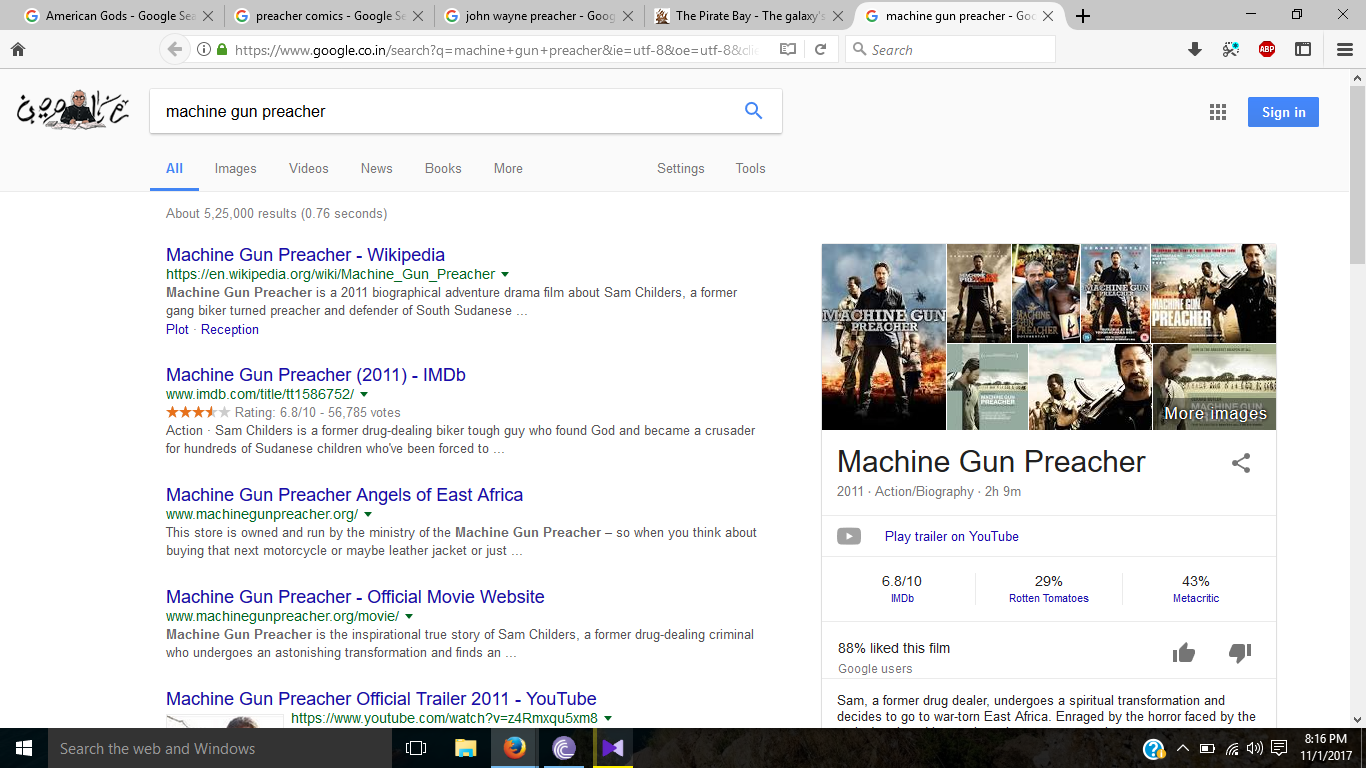 American Gods - Google Sea
preacher comics - Google Se
john wayne preacher - Goog
The Pirate Bay - The galaxy's
machine gun preacher - Goo
https://www.google.co.in/search?q=machine+gun+preacher&ie=utf-8&oe=utf-8&clie
Search
ABP
machine gun preacher
Sign in
All
Images
Videos
News
Books
More
Settings
Tools
About 5,25,000 results (0.76 seconds)
Machine Gun Preacher - Wikipedia
https://en.wikipedia.org/wiki/Machine_Gun_Preacher
Machine Gun Preacher is a 2011 biographical adventure drama film about Sam Childers, a former
gang biker turned preacher and defender of South Sudanese ...
Plot · Reception
Machine Gun Preacher (2011) - IMDb
www.imdb.com/title/tt1586752/
Rating: 6.8/10 - 56,785 votes
Action · Sam Childers is a former drug-dealing biker tough guy who found God and became a crusader
for hundreds of Sudanese children who've been forced to ...
Machine Gun Preacher Angels of East Africa
www.machinegunpreacher.org/
This store is owned and run by the ministry of the Machine Gun Preacher – so when you think about
buying that next motorcycle or maybe leather jacket or just ...
Machine Gun Preacher - Official Movie Website
www.machinegunpreacher.org/movie/
Machine Gun Preacher is the inspirational true story of Sam Childers, a former drug-dealing criminal
who undergoes an astonishing transformation and finds an ...
Machine Gun Preacher Official Trailer 2011 - YouTube
https://www.youtube.com/watch?v=z4Rmxqu5xm8
MACHINE GUN
PREACHER
MACHINE GUN
PREACHER
MACHINE GUN
PREACHER
MACHINE GUN
PREACHER
MACHINE GUN
PREACHER
More images
Machine Gun Preacher
2011 · Action/Biography · 2h 9m
Play trailer on YouTube
6.8/10
IMDb
29%
Rotten Tomatoes
43%
Metacritic
88% liked this film
Google users
Sam, a former drug dealer, undergoes a spiritual transformation and
decides to go to war-torn East Africa. Enraged by the horror faced by the
Search the web and Windows
8:16 PM
11/1/2017